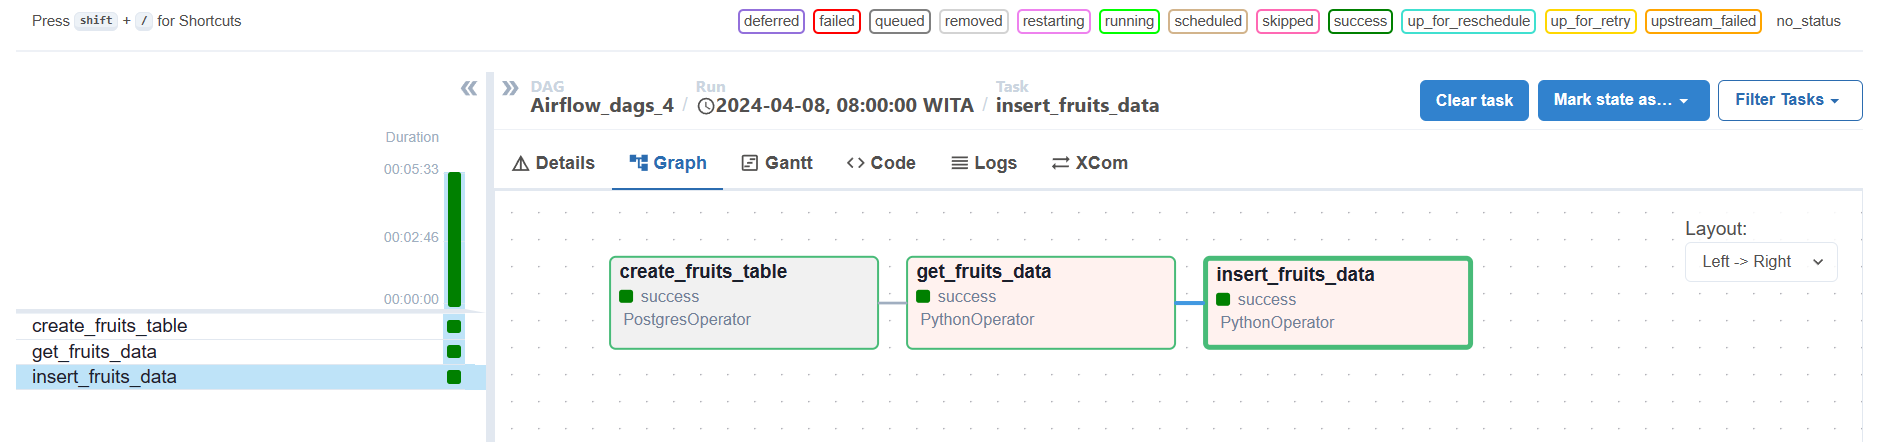 Press shift + / for Shortcuts
deferred failed queued removed restarting running scheduled skipped success up_for_reschedule up_for_retry upstream_failed no_status
DAG Run Task
Airflow_dags_4 / 2024-04-08, 08:00:00 WITA / insert_fruits_data
Clear task Mark state as… Filter Tasks
Duration
00:05:33
00:02:46
00:00:00
create_fruits_table
get_fruits_data
insert_fruits_data
Details Graph Gantt Code Logs XCom
Layout:
Left -> Right
create_fruits_table
success
PostgresOperator
get_fruits_data
success
PythonOperator
insert_fruits_data
success
PythonOperator